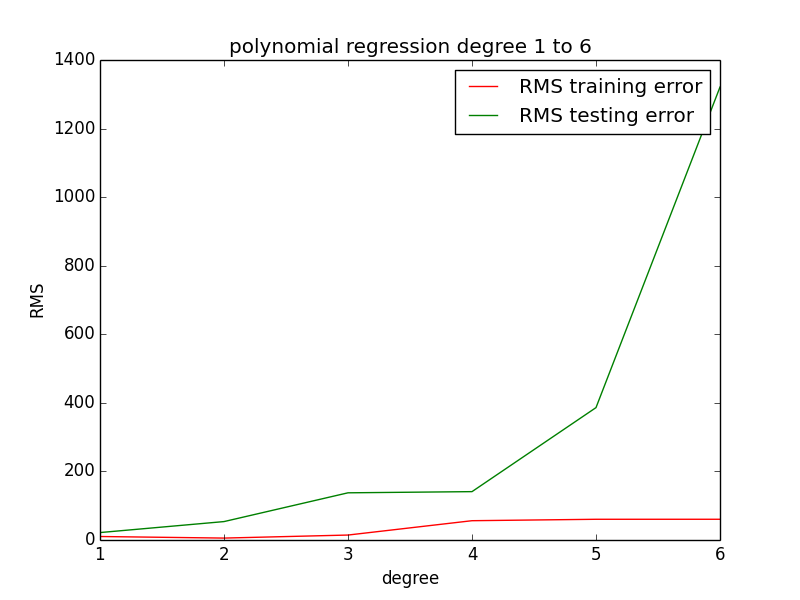 polynomial regression degree 1 to 6
1400
RMS training error
RMS testing error
1200
1000
800
600
400
200
0
RMS
1 2 3 4 5 6
degree